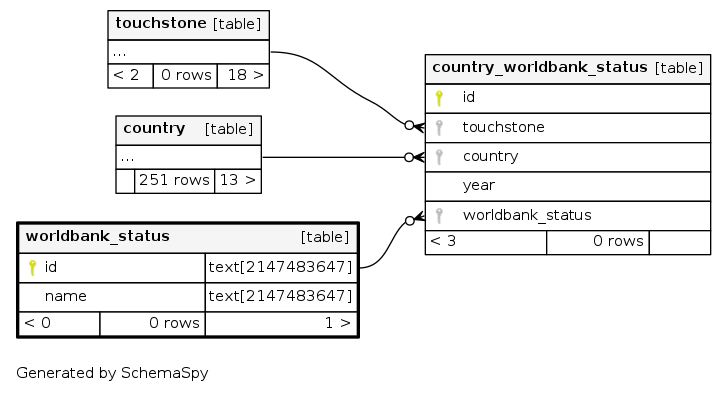 touchstone [table]
...
< 2 0 rows 18 >
country [table]
...
251 rows 13 >
worldbank_status [table]
id text[2147483647]
name text[2147483647]
< 0 0 rows 1 >
country_worldbank_status [table]
id
touchstone
country
year
worldbank_status
< 3 0 rows
Generated by SchemaSpy